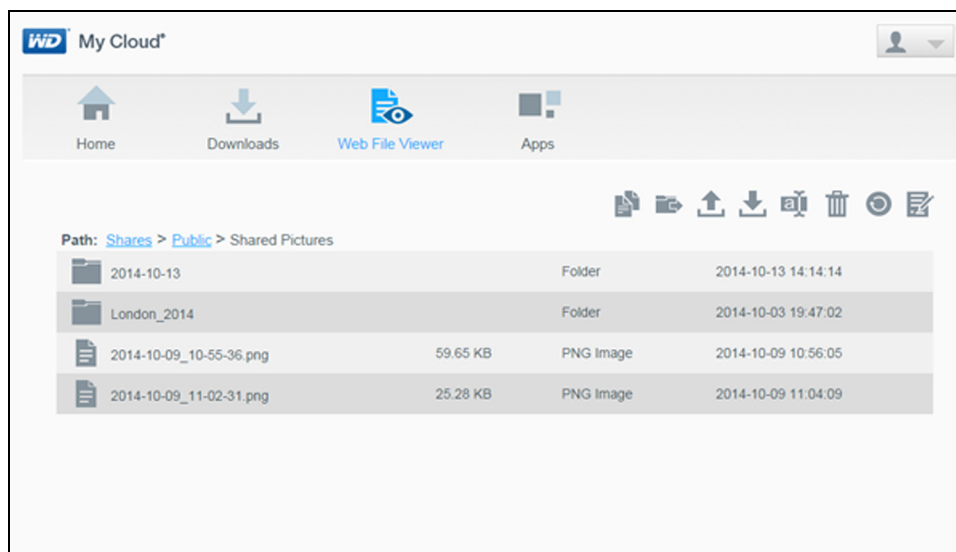 WD My Cloud®
Home Downloads Web File Viewer Apps
Path: Shares > Public > Shared Pictures
2014-10-13 Folder 2014-10-13 14:14:14
London_2014 Folder 2014-10-03 19:47:02
2014-10-09_10-55-36.png 59.65 KB PNG Image 2014-10-09 10:56:05
2014-10-09_11-02-31.png 25.28 KB PNG Image 2014-10-09 11:04:09